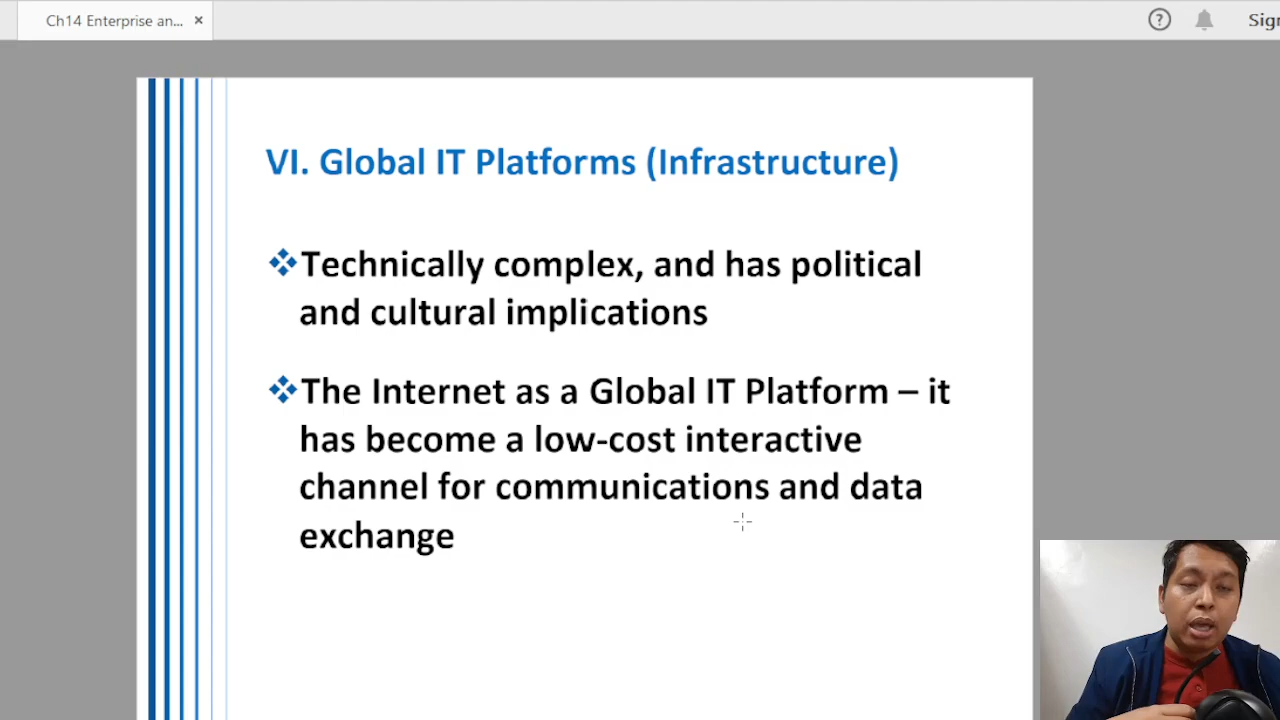 Ch14 Enterprise an...
Sig
VI. Global IT Platforms (Infrastructure)
❖Technically complex, and has political
and cultural implications
❖The Internet as a Global IT Platform – it
has become a low-cost interactive
channel for communications and data
exchange